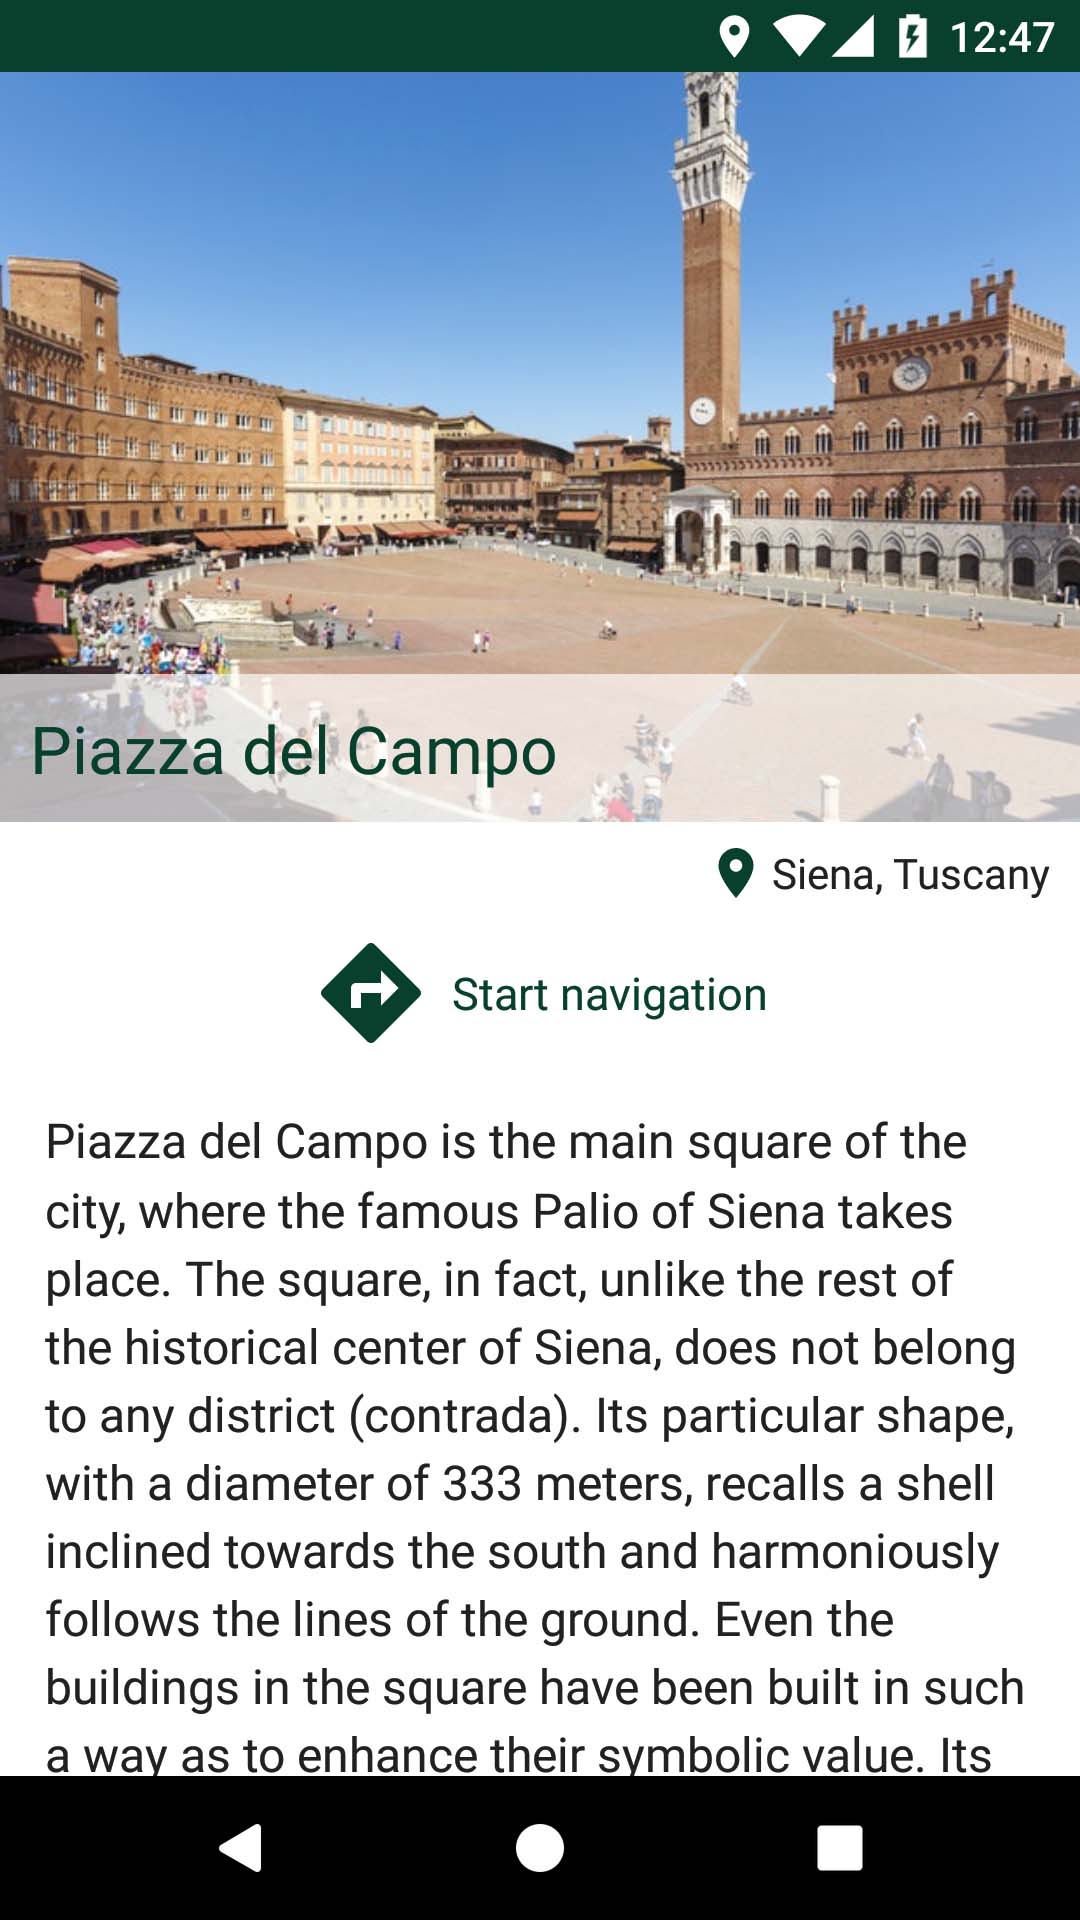 12:47
Piazza del Campo
Siena, Tuscany
Start navigation
Piazza del Campo is the main square of the
city, where the famous Palio of Siena takes
place. The square, in fact, unlike the rest of
the historical center of Siena, does not belong
to any district (contrada). Its particular shape,
with a diameter of 333 meters, recalls a shell
inclined towards the south and harmoniously
follows the lines of the ground. Even the
buildings in the square have been built in such
a way as to enhance their symbolic value. Its